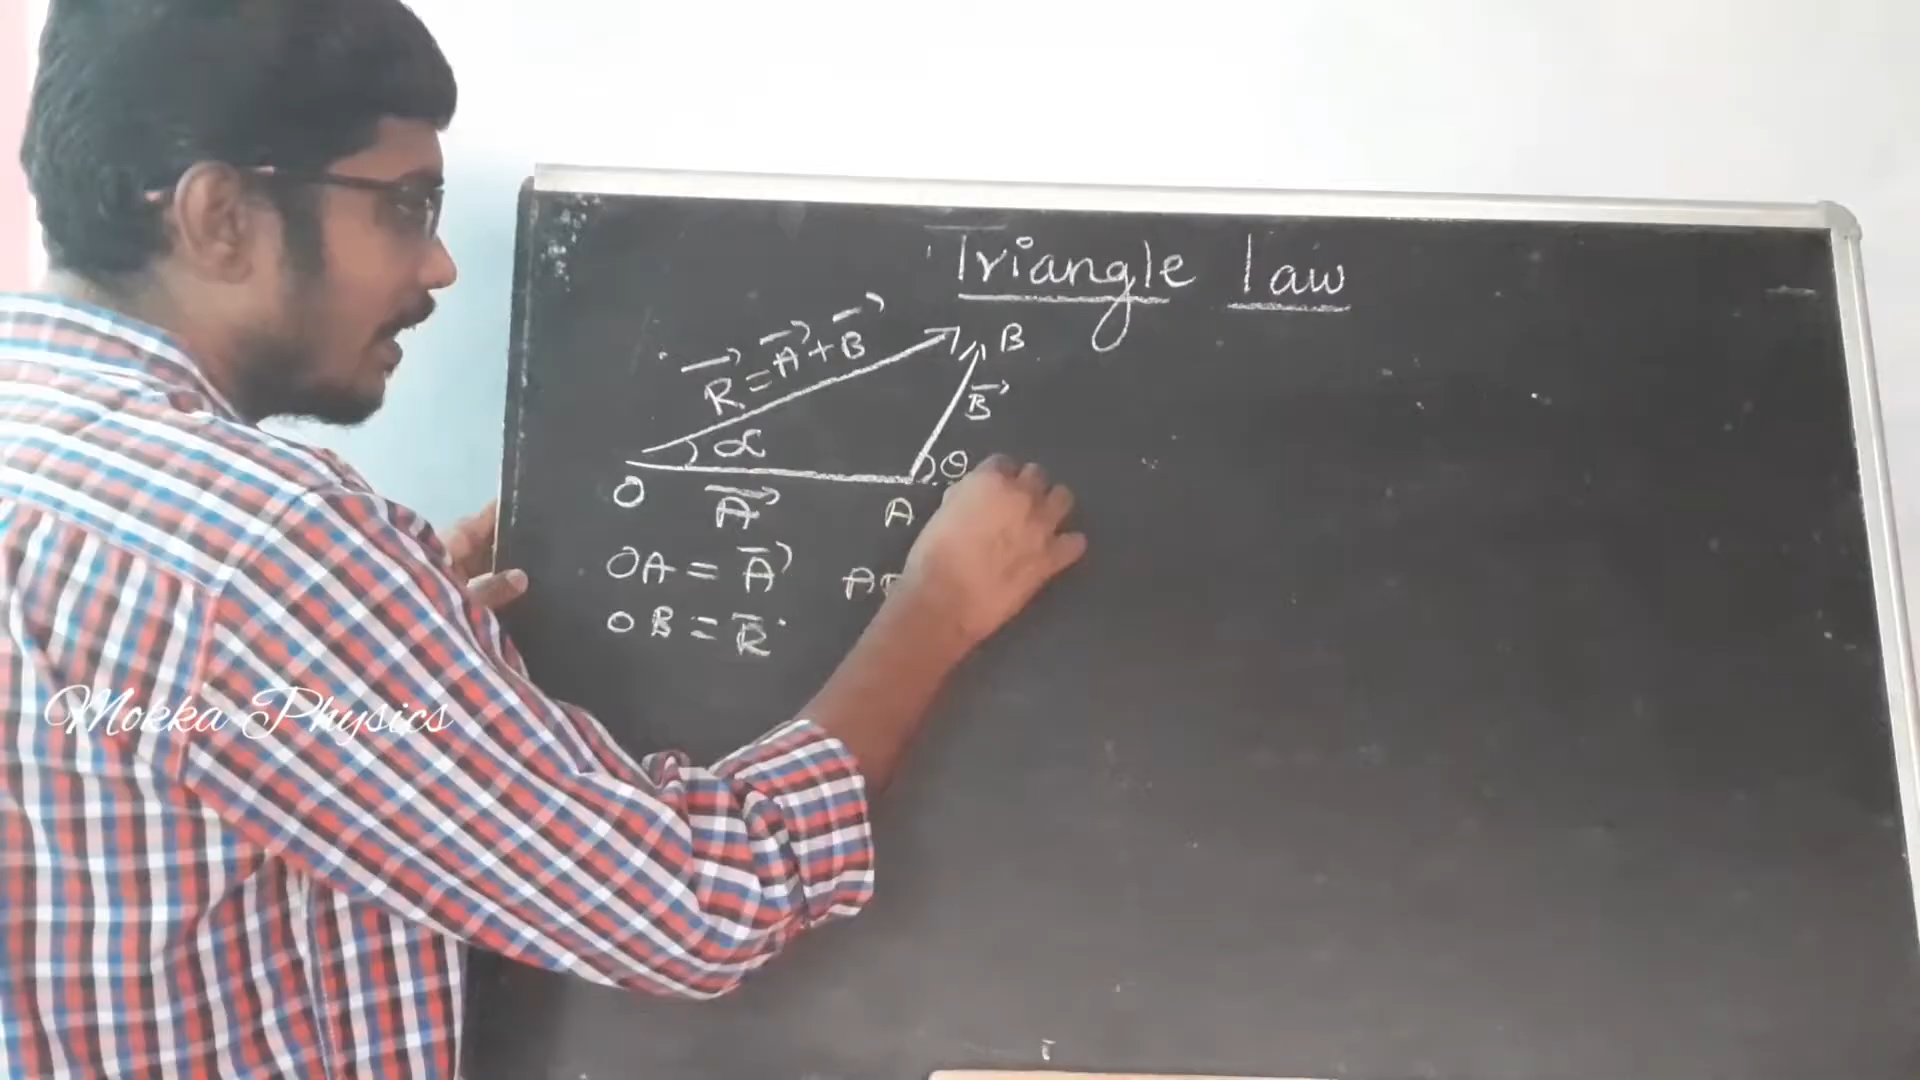 Triangle law
R⃗ = A⃗ + B⃗
B
B⃗
α
θ
O
A⃗
A
OA = A⃗
OB = R⃗
Mokka Physics